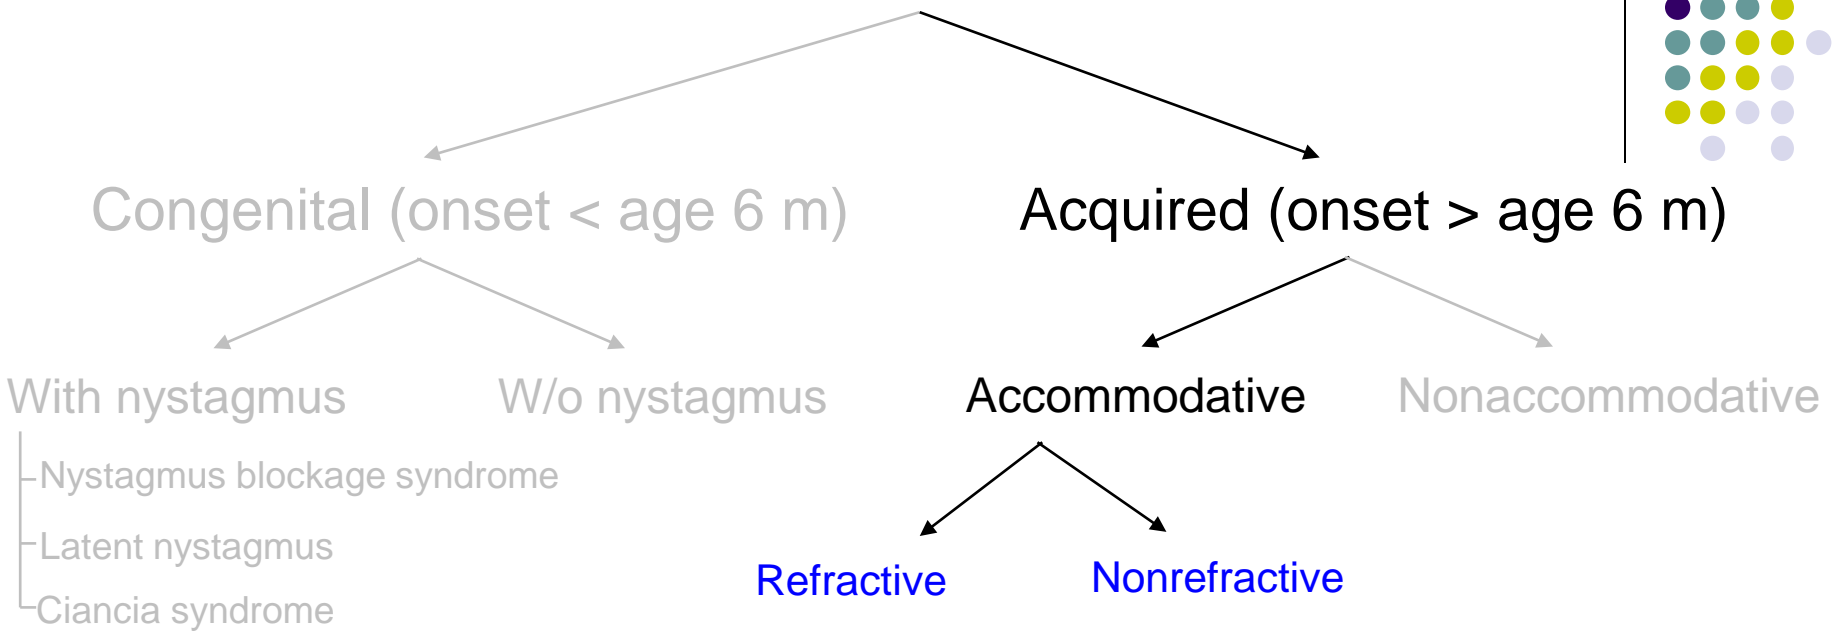 Congenital (onset < age 6 m)
Acquired (onset > age 6 m)
With nystagmus
W/o nystagmus
Accommodative
Nonaccommodative
Nystagmus blockage syndrome
Latent nystagmus
Ciancia syndrome
Refractive
Nonrefractive